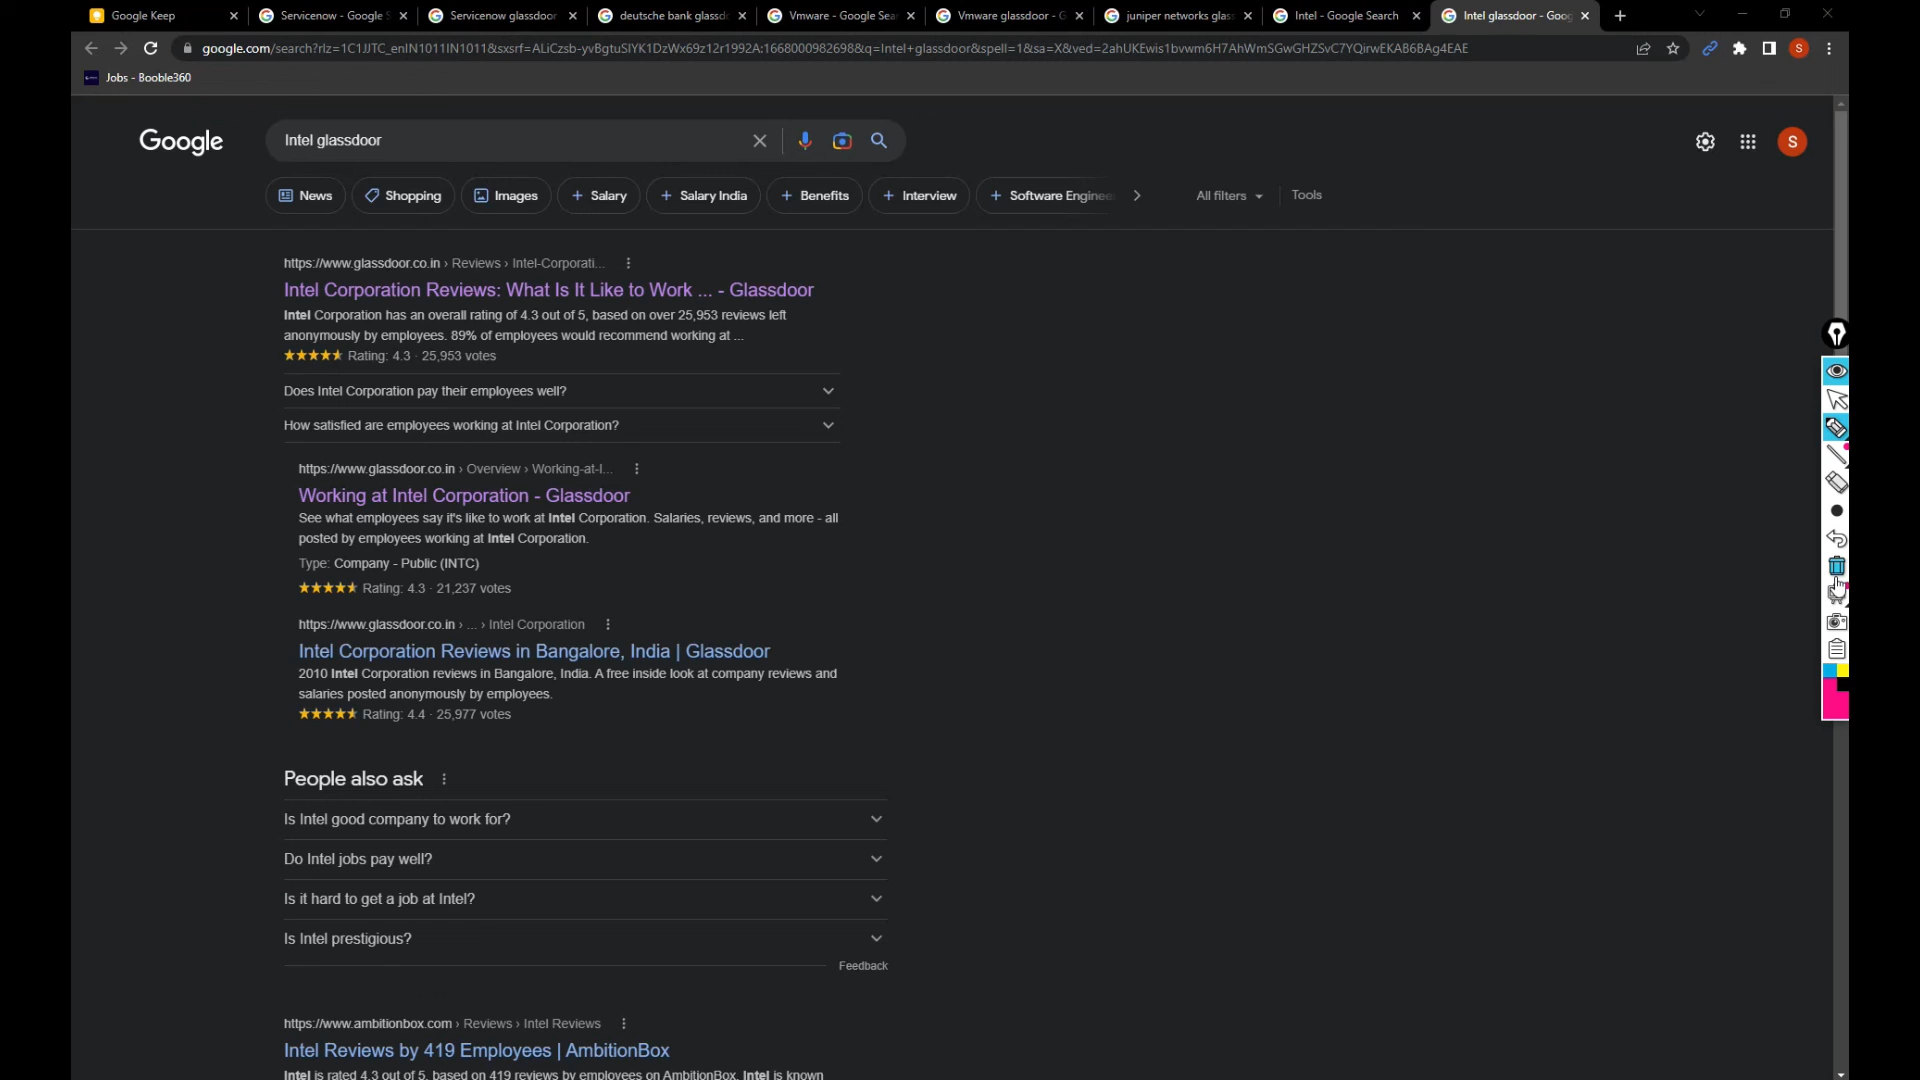 Google Keep
Servicenow - Google S
Servicenow glassdoor
deutsche bank glassd
Vmware - Google Sea
Vmware glassdoor - G
juniper networks glas
Intel - Google Search
Intel glassdoor - Goog
google.com/search?rlz=1C1JJTC_enIN1011IN1011&sxsrf=ALiCzsb-yvBgtuSlYK1DzWx69z12r1992A:1668000982698&q=Intel+glassdoor&spell=1&sa=X&ved=2ahUKEwis1bvwm6H7AhWmSGwGHZSvC7YQirwEKAB6BAg4EAE
S
Jobs - Booble360
Google
Intel glassdoor
S
News
Shopping
Images
+ Salary
+ Salary India
+ Benefits
+ Interview
+ Software Enginee
All filters
Tools
https://www.glassdoor.co.in › Reviews › Intel-Corporati...
Intel Corporation Reviews: What Is It Like to Work ... - Glassdoor
Intel Corporation has an overall rating of 4.3 out of 5, based on over 25,953 reviews left
anonymously by employees. 89% of employees would recommend working at ...
Rating: 4.3 · 25,953 votes
Does Intel Corporation pay their employees well?
How satisfied are employees working at Intel Corporation?
https://www.glassdoor.co.in › Overview › Working-at-I...
Working at Intel Corporation - Glassdoor
See what employees say it's like to work at Intel Corporation. Salaries, reviews, and more - all
posted by employees working at Intel Corporation.
Type: Company - Public (INTC)
Rating: 4.3 · 21,237 votes
https://www.glassdoor.co.in › ... › Intel Corporation
Intel Corporation Reviews in Bangalore, India | Glassdoor
2010 Intel Corporation reviews in Bangalore, India. A free inside look at company reviews and
salaries posted anonymously by employees.
Rating: 4.4 · 25,977 votes
People also ask
Is Intel good company to work for?
Do Intel jobs pay well?
Is it hard to get a job at Intel?
Is Intel prestigious?
Feedback
https://www.ambitionbox.com › Reviews › Intel Reviews
Intel Reviews by 419 Employees | AmbitionBox
Intel is rated 4.3 out of 5, based on 419 reviews by employees on AmbitionBox. Intel is known